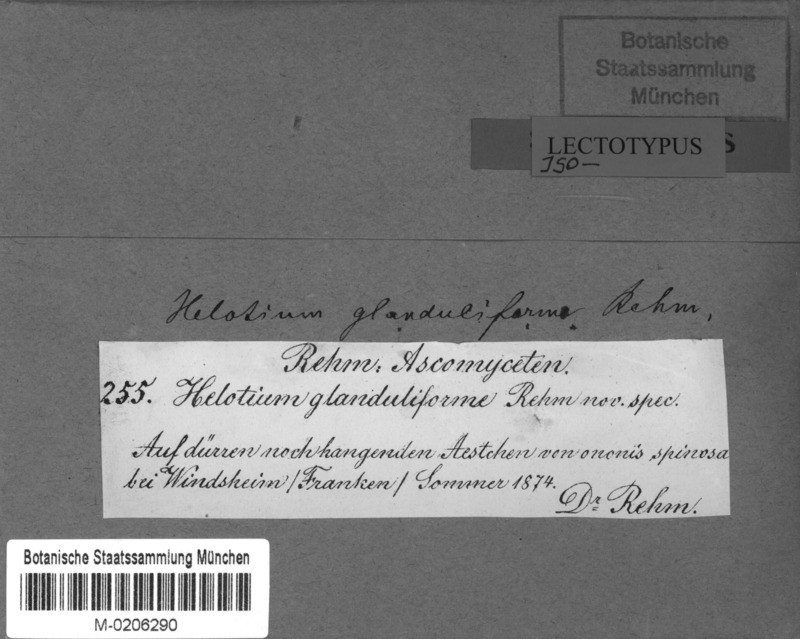 Botanische
Staatssammlung
München
LECTOTYPUS S
Iso-
Helotium glanduliforme Rehm.
Rehm: Ascomyceten.
255. Helotium glanduliforme Rehm nov. spec.
Auf dürren noch hangenden Aestchen von ononis spinosa
bei Windsheim /Franken/ Sommer 1874.
Dr Rehm.
Botanische Staatssammlung München
M-0206290